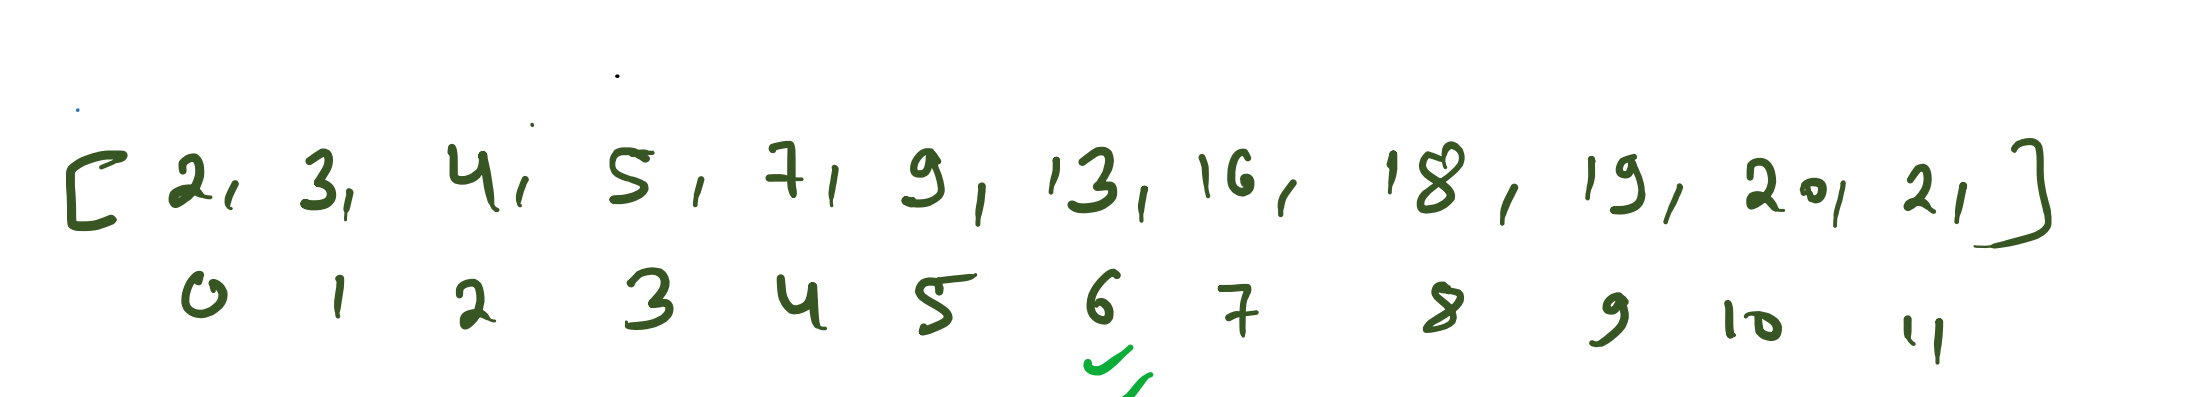 [2, 3, 4, 5, 7, 9, 13, 16, 18, 19, 20, 21]
0 1 2 3 4 5 6 7 8 9 10 11